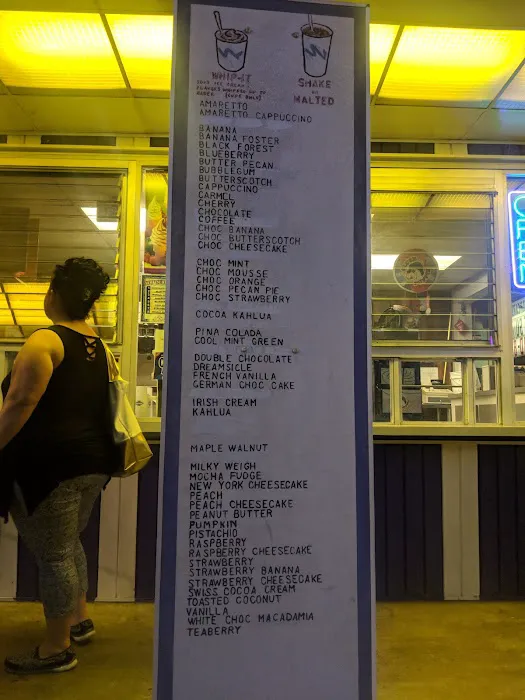 WHIP-IT
SHAKE
or
MALTED
AMARETTO
AMARETTO CAPPUCCINO
BANANA
BANANA FOSTER
BLACK FOREST
BLUEBERRY
BUTTER PECAN
BUBBLEGUM
BUTTERSCOTCH
CAPPUCCINO
CARMEL
CHERRY
CHOCOLATE
COFFEE
CHOC BANANA
CHOC BUTTERSCOTCH
CHOC CHEESECAKE
CHOC MINT
CHOC MOUSSE
CHOC ORANGE
CHOC PECAN PIE
CHOC STRAWBERRY
COCOA KAHLUA
PINA COLADA
COOL MINT GREEN
DOUBLE CHOCOLATE
DREAMSICLE
FRENCH VANILLA
GERMAN CHOC CAKE
IRISH CREAM
KAHLUA
MAPLE WALNUT
MILKY WEIGH
MOCHA FUDGE
NEW YORK CHEESECAKE
PEACH
PEACH CHEESECAKE
PEANUT BUTTER
PUMPKIN
PISTACHIO
RASPBERRY
RASPBERRY CHEESECAKE
STRAWBERRY
STRAWBERRY BANANA
STRAWBERRY CHEESECAKE
SWISS COCOA CREAM
TOASTED COCONUT
VANILLA
WHITE CHOC MACADAMIA
TEABERRY
OPEN